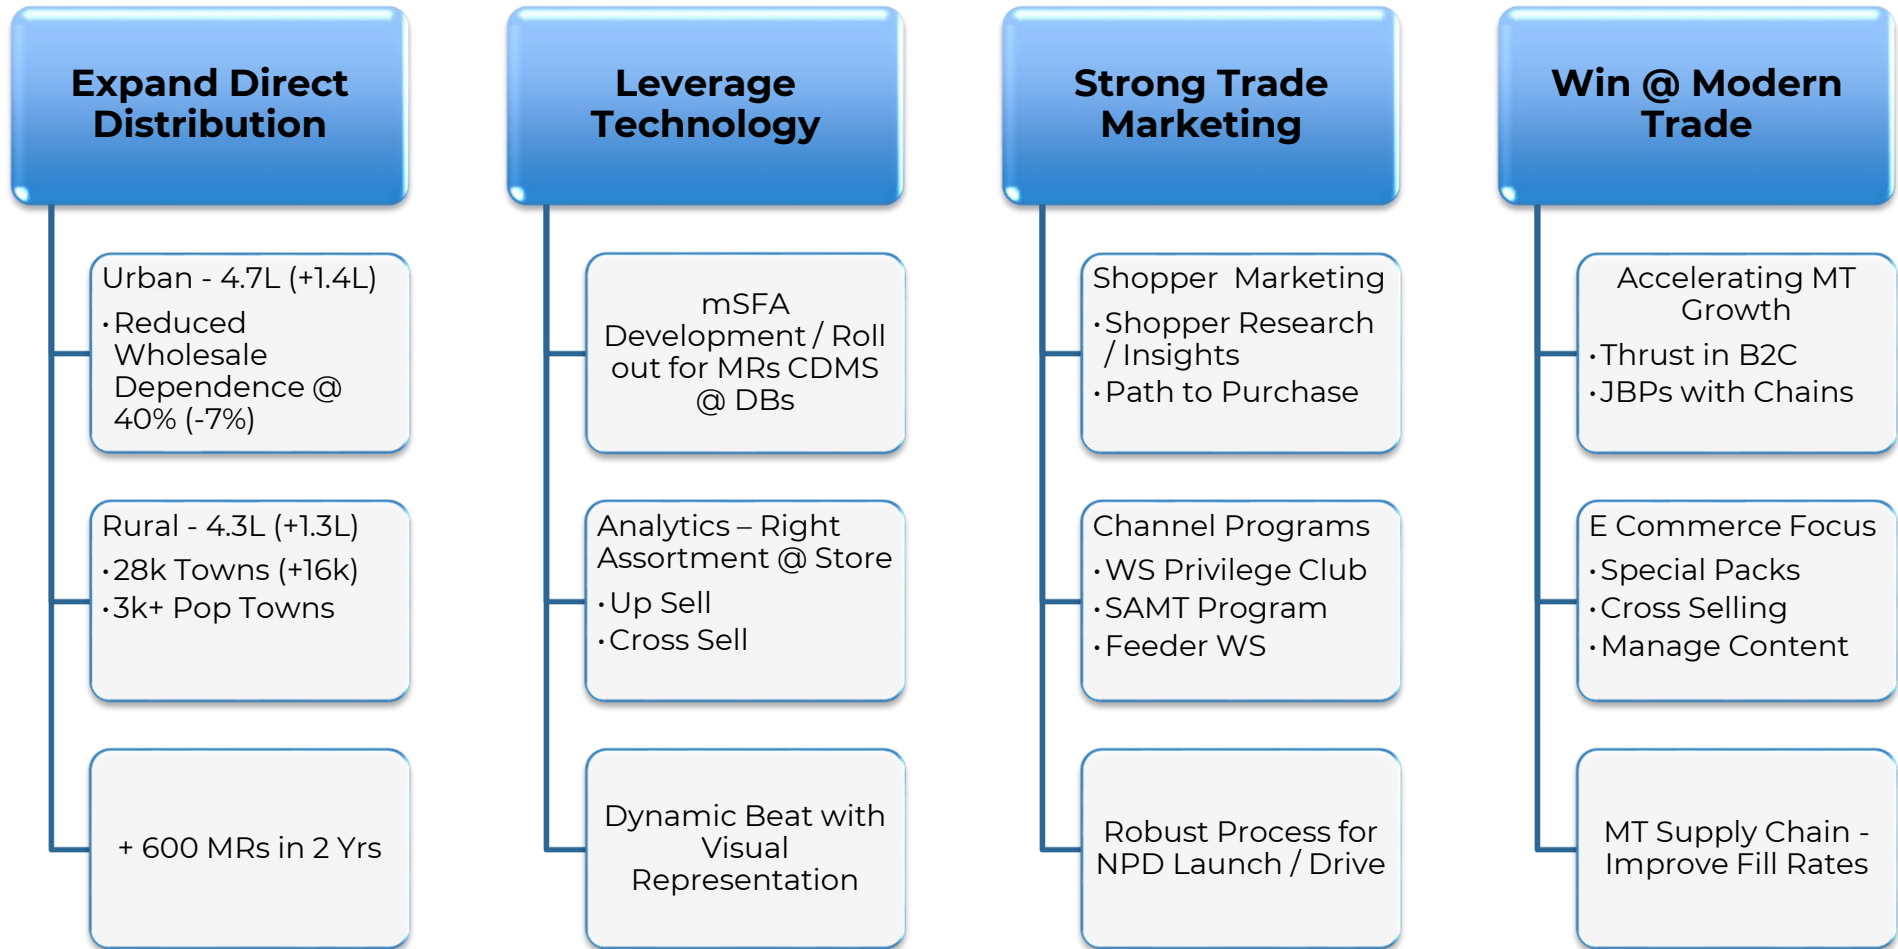 Expand Direct
Distribution
Urban - 4.7L (+1.4L)
•Reduced
Wholesale
Dependence @
40% (-7%)
Rural - 4.3L (+1.3L)
•28k Towns (+16k)
•3k+ Pop Towns
+ 600 MRs in 2 Yrs
Leverage
Technology
mSFA
Development / Roll
out for MRs CDMS
@ DBs
Analytics – Right
Assortment @ Store
•Up Sell
•Cross Sell
Dynamic Beat with
Visual
Representation
Strong Trade
Marketing
Shopper Marketing
•Shopper Research
/ Insights
•Path to Purchase
Channel Programs
•WS Privilege Club
•SAMT Program
•Feeder WS
Robust Process for
NPD Launch / Drive
Win @ Modern
Trade
Accelerating MT
Growth
•Thrust in B2C
•JBPs with Chains
E Commerce Focus
•Special Packs
•Cross Selling
•Manage Content
MT Supply Chain -
Improve Fill Rates